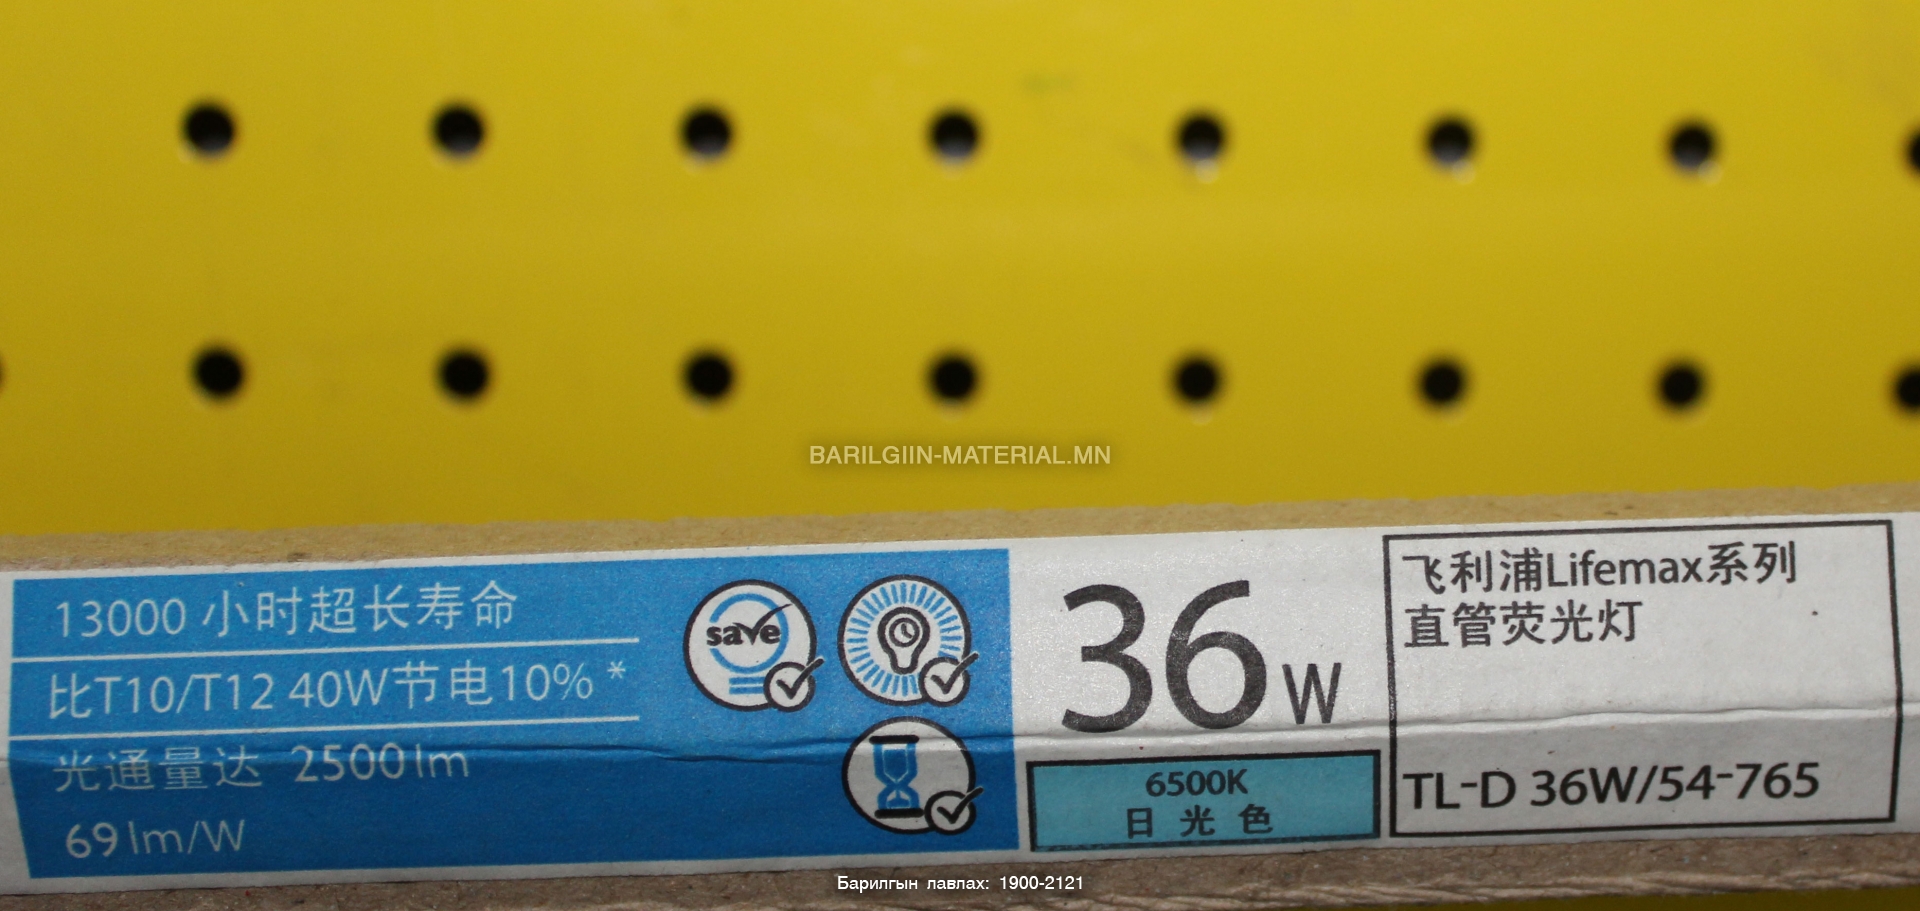 BARILGIIN-MATERIAL.MN
13000 小时超长寿命
比T10/T12 40W节电10% *
光通量达 2500lm
69lm/W
save
36W
6500K
日光色
飞利浦Lifemax系列
直管荧光灯
TL-D 36W/54-765
Барилгын лавлах: 1900-2121